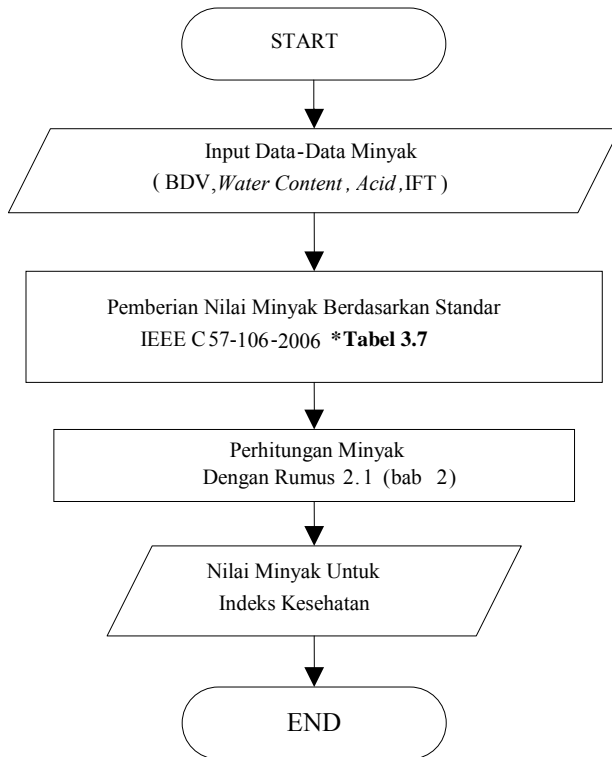 START
Input Data-Data Minyak
( BDV,Water Content , Acid ,IFT )
Pemberian Nilai Minyak Berdasarkan Standar
IEEE C57-106-2006 *Tabel 3.7
Perhitungan Minyak
Dengan Rumus 2.1 (bab 2)
Nilai Minyak Untuk
Indeks Kesehatan
END